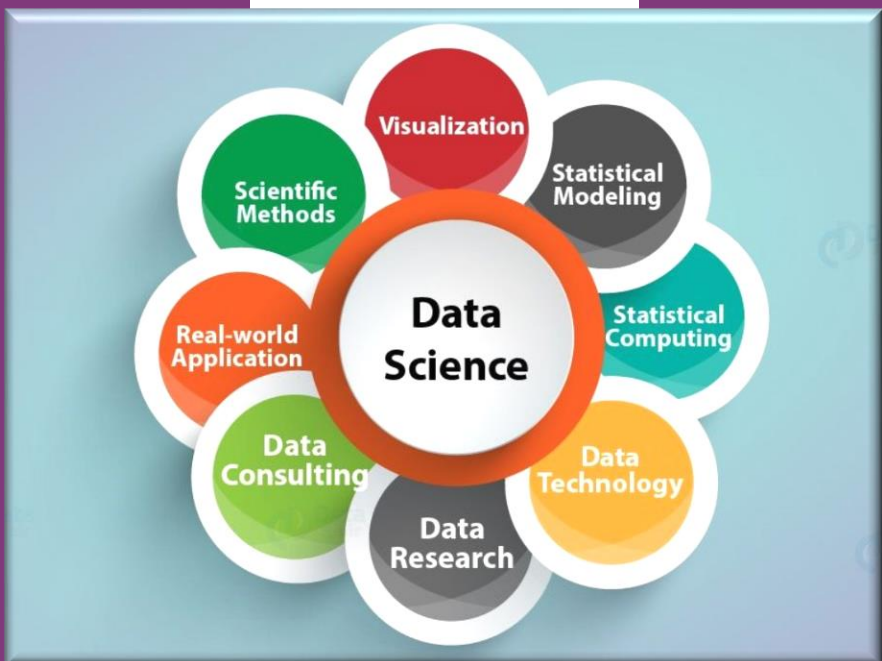 Visualization
Statistical
Modeling
Statistical
Computing
Data
Technology
Data
Research
Data
Consulting
Real-world
Application
Scientific
Methods
Data
Science